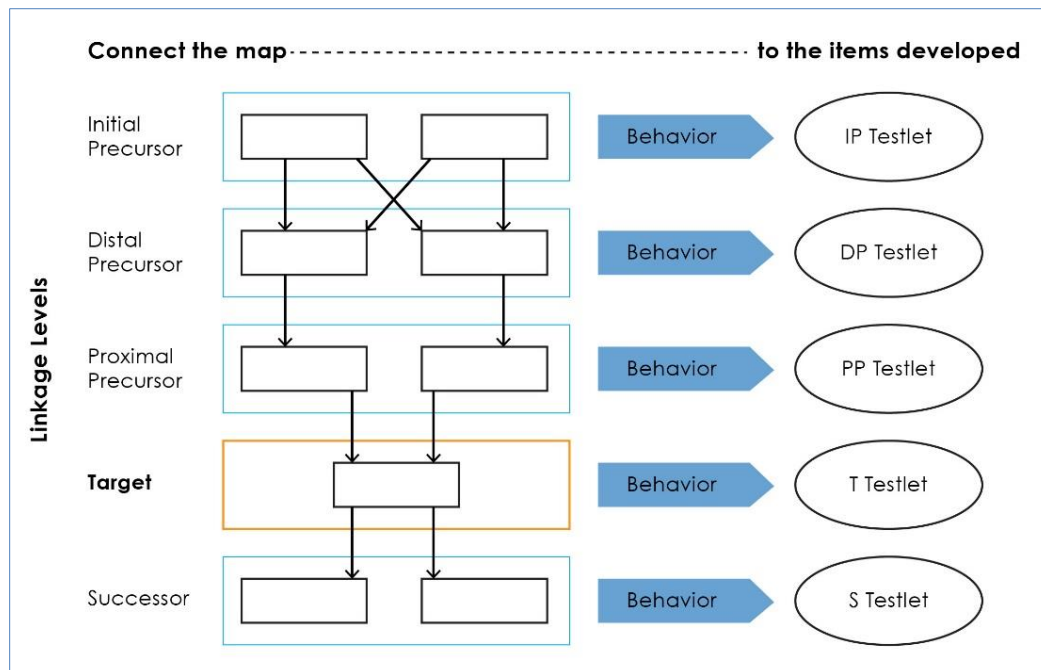 Connect the map to the items developed
Linkage Levels
Initial
Precursor
Behavior
IP Testlet
Distal
Precursor
Behavior
DP Testlet
Proximal
Precursor
Behavior
PP Testlet
Target
Behavior
T Testlet
Successor
Behavior
S Testlet